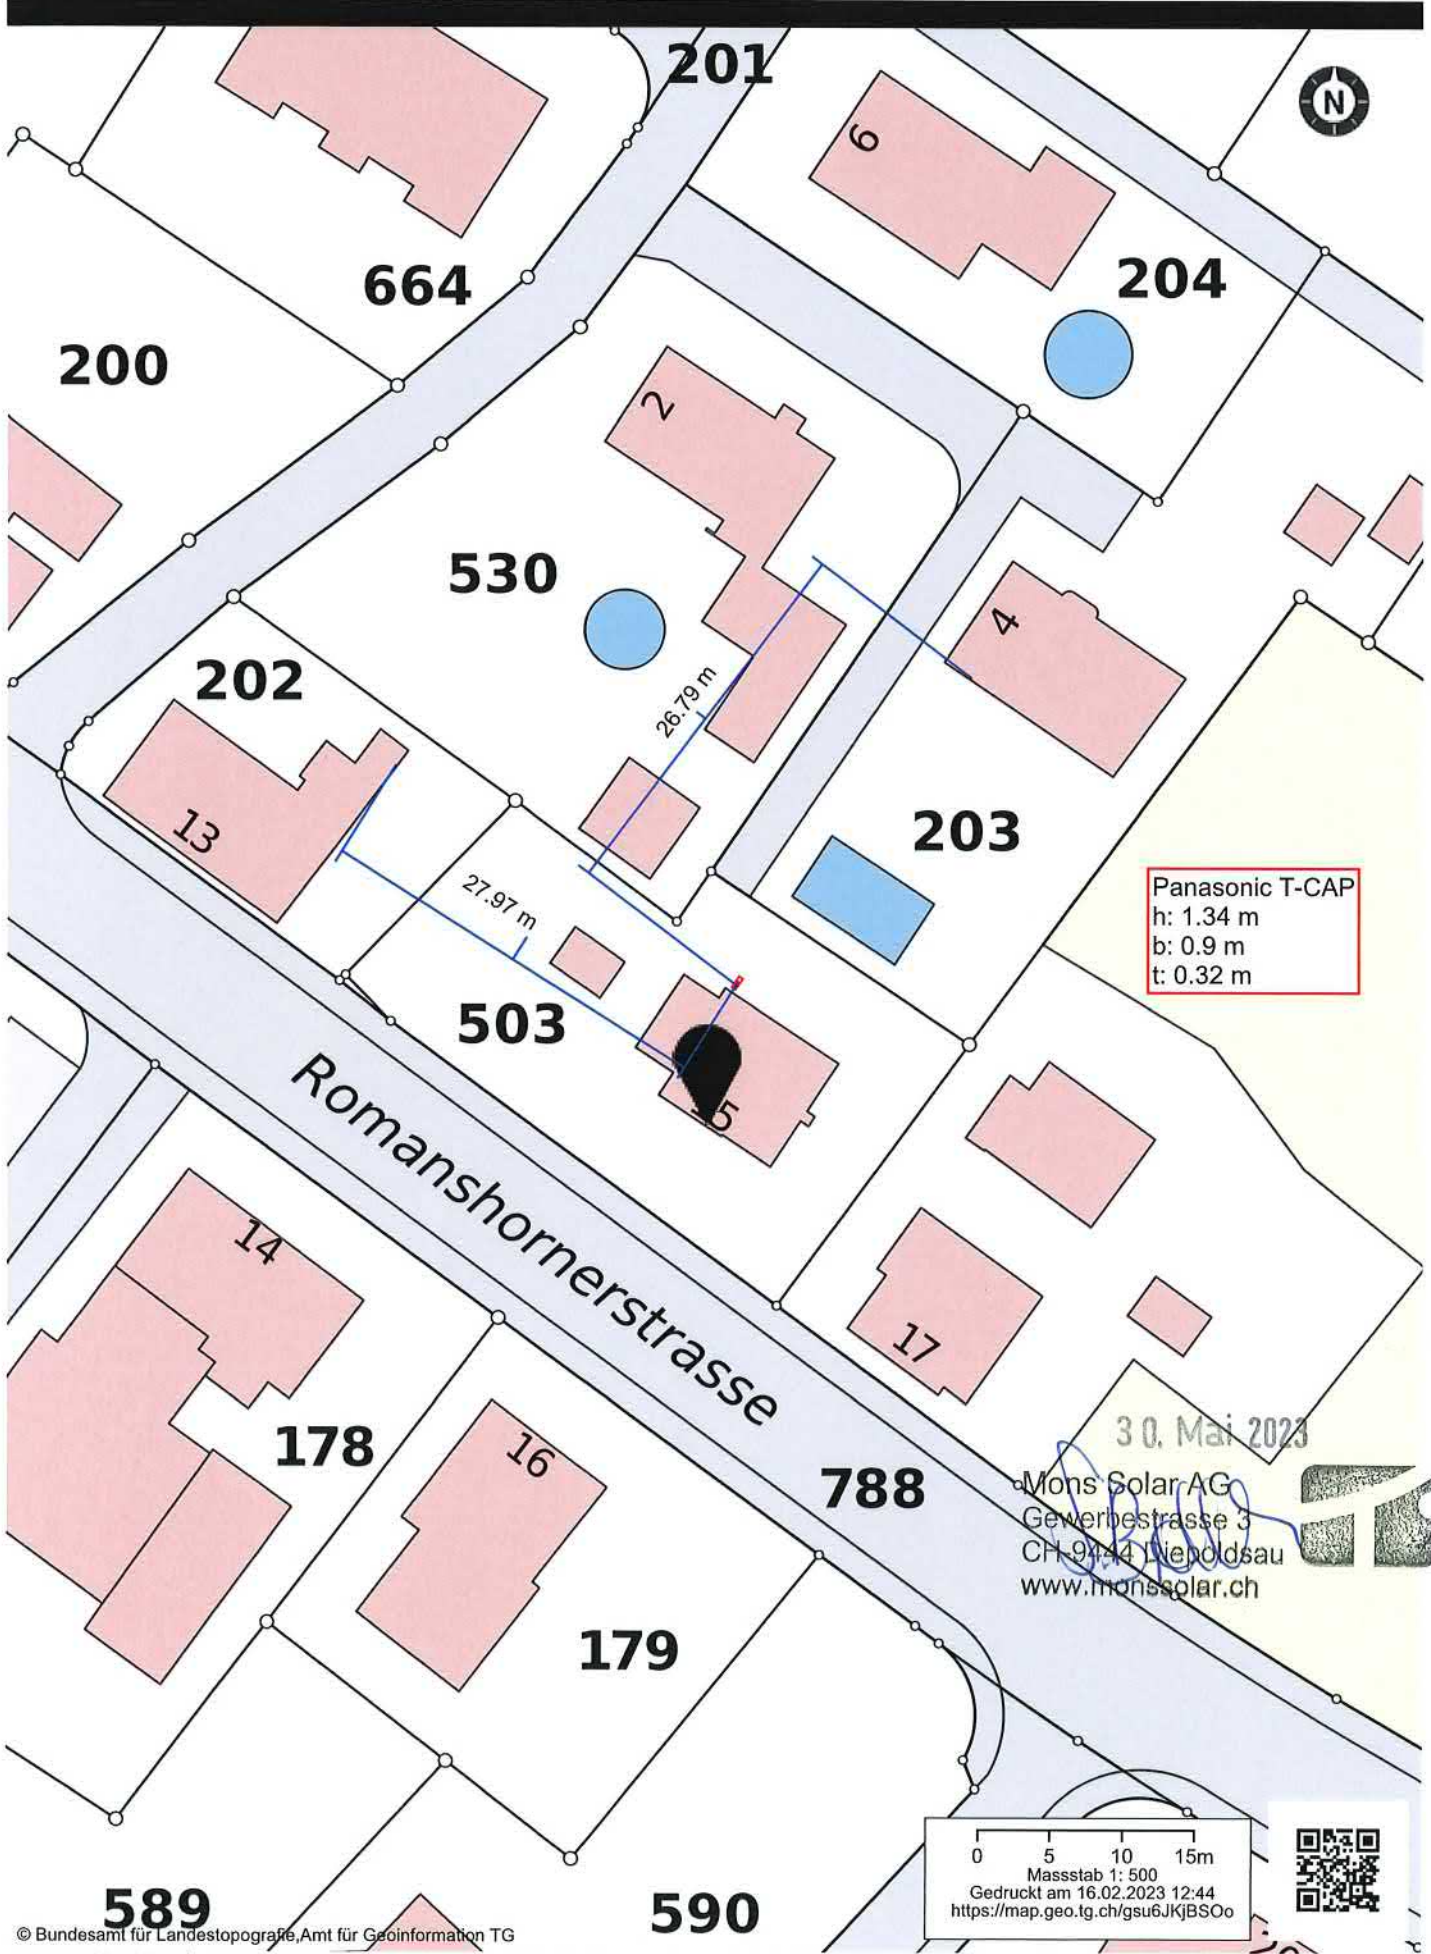 201
N
6
664
204
200
2
530
4
202
26.79 m
13
203
27.97 m
Panasonic T-CAP
h: 1.34 m
b: 0.9 m
t: 0.32 m
503
Romanshornerstrasse
14
17
178
16
30. Mai 2023
788
Mons Solar AG
Gewerbestrasse 3
CH-9444 Diepoldsau
www.monssolar.ch
179
0 5 10 15m
Massstab 1: 500
Gedruckt am 16.02.2023 12:44
https://map.geo.tg.ch/gsu6JKjBSOo
589
590
© Bundesamt für Landestopografie,Amt für Geoinformation TG